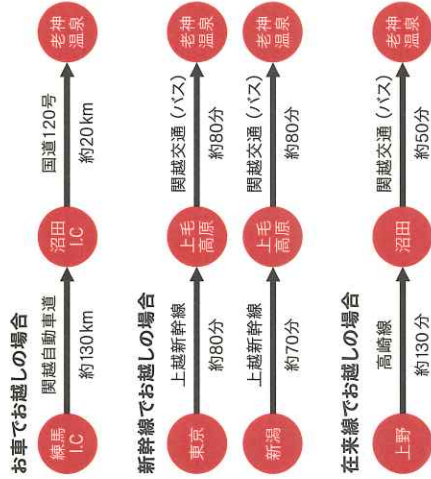 お車でお越しの場合
練馬
I.C
関越自動車道
約130km
沼田
I.C
国道120号
約20km
老神
温泉
新幹線でお越しの場合
東京
上越新幹線
約80分
上毛
高原
関越交通（バス）
約80分
老神
温泉
新潟
上越新幹線
約70分
上毛
高原
関越交通（バス）
約80分
老神
温泉
在来線でお越しの場合
上野
高崎線
約130分
沼田
関越交通（バス）
約50分
老神
温泉